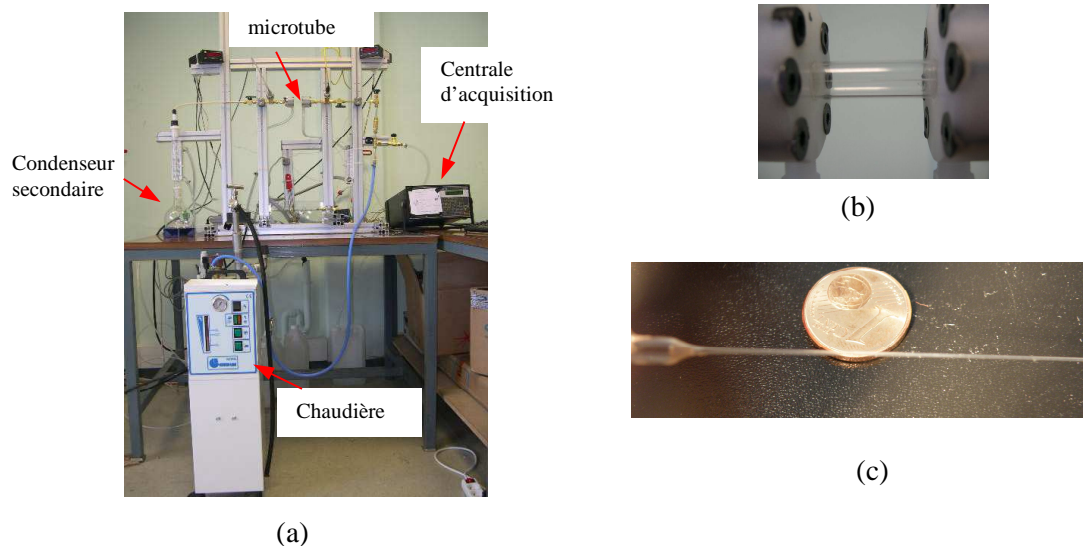 microtube
Centrale
d'acquisition
Condenseur
secondaire
Chaudière
(a)
(b)
(c)